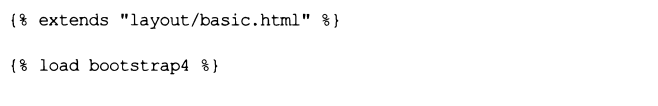 {% extends "layout/basic.html" %}
{% load bootstrap4 %}